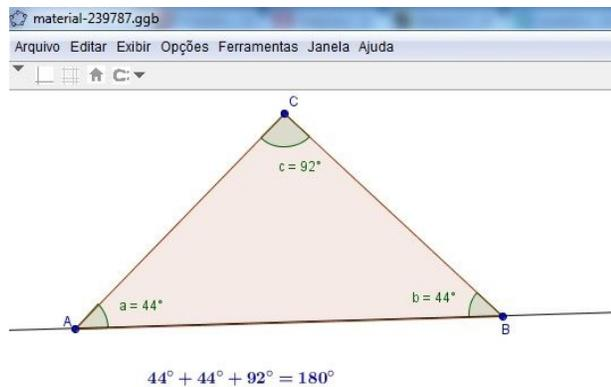 material-239787.ggb
Arquivo Editar Exibir Opções Ferramentas Janela Ajuda
C
c = 92°
A
a = 44°
b = 44°
B
44° + 44° + 92° = 180°